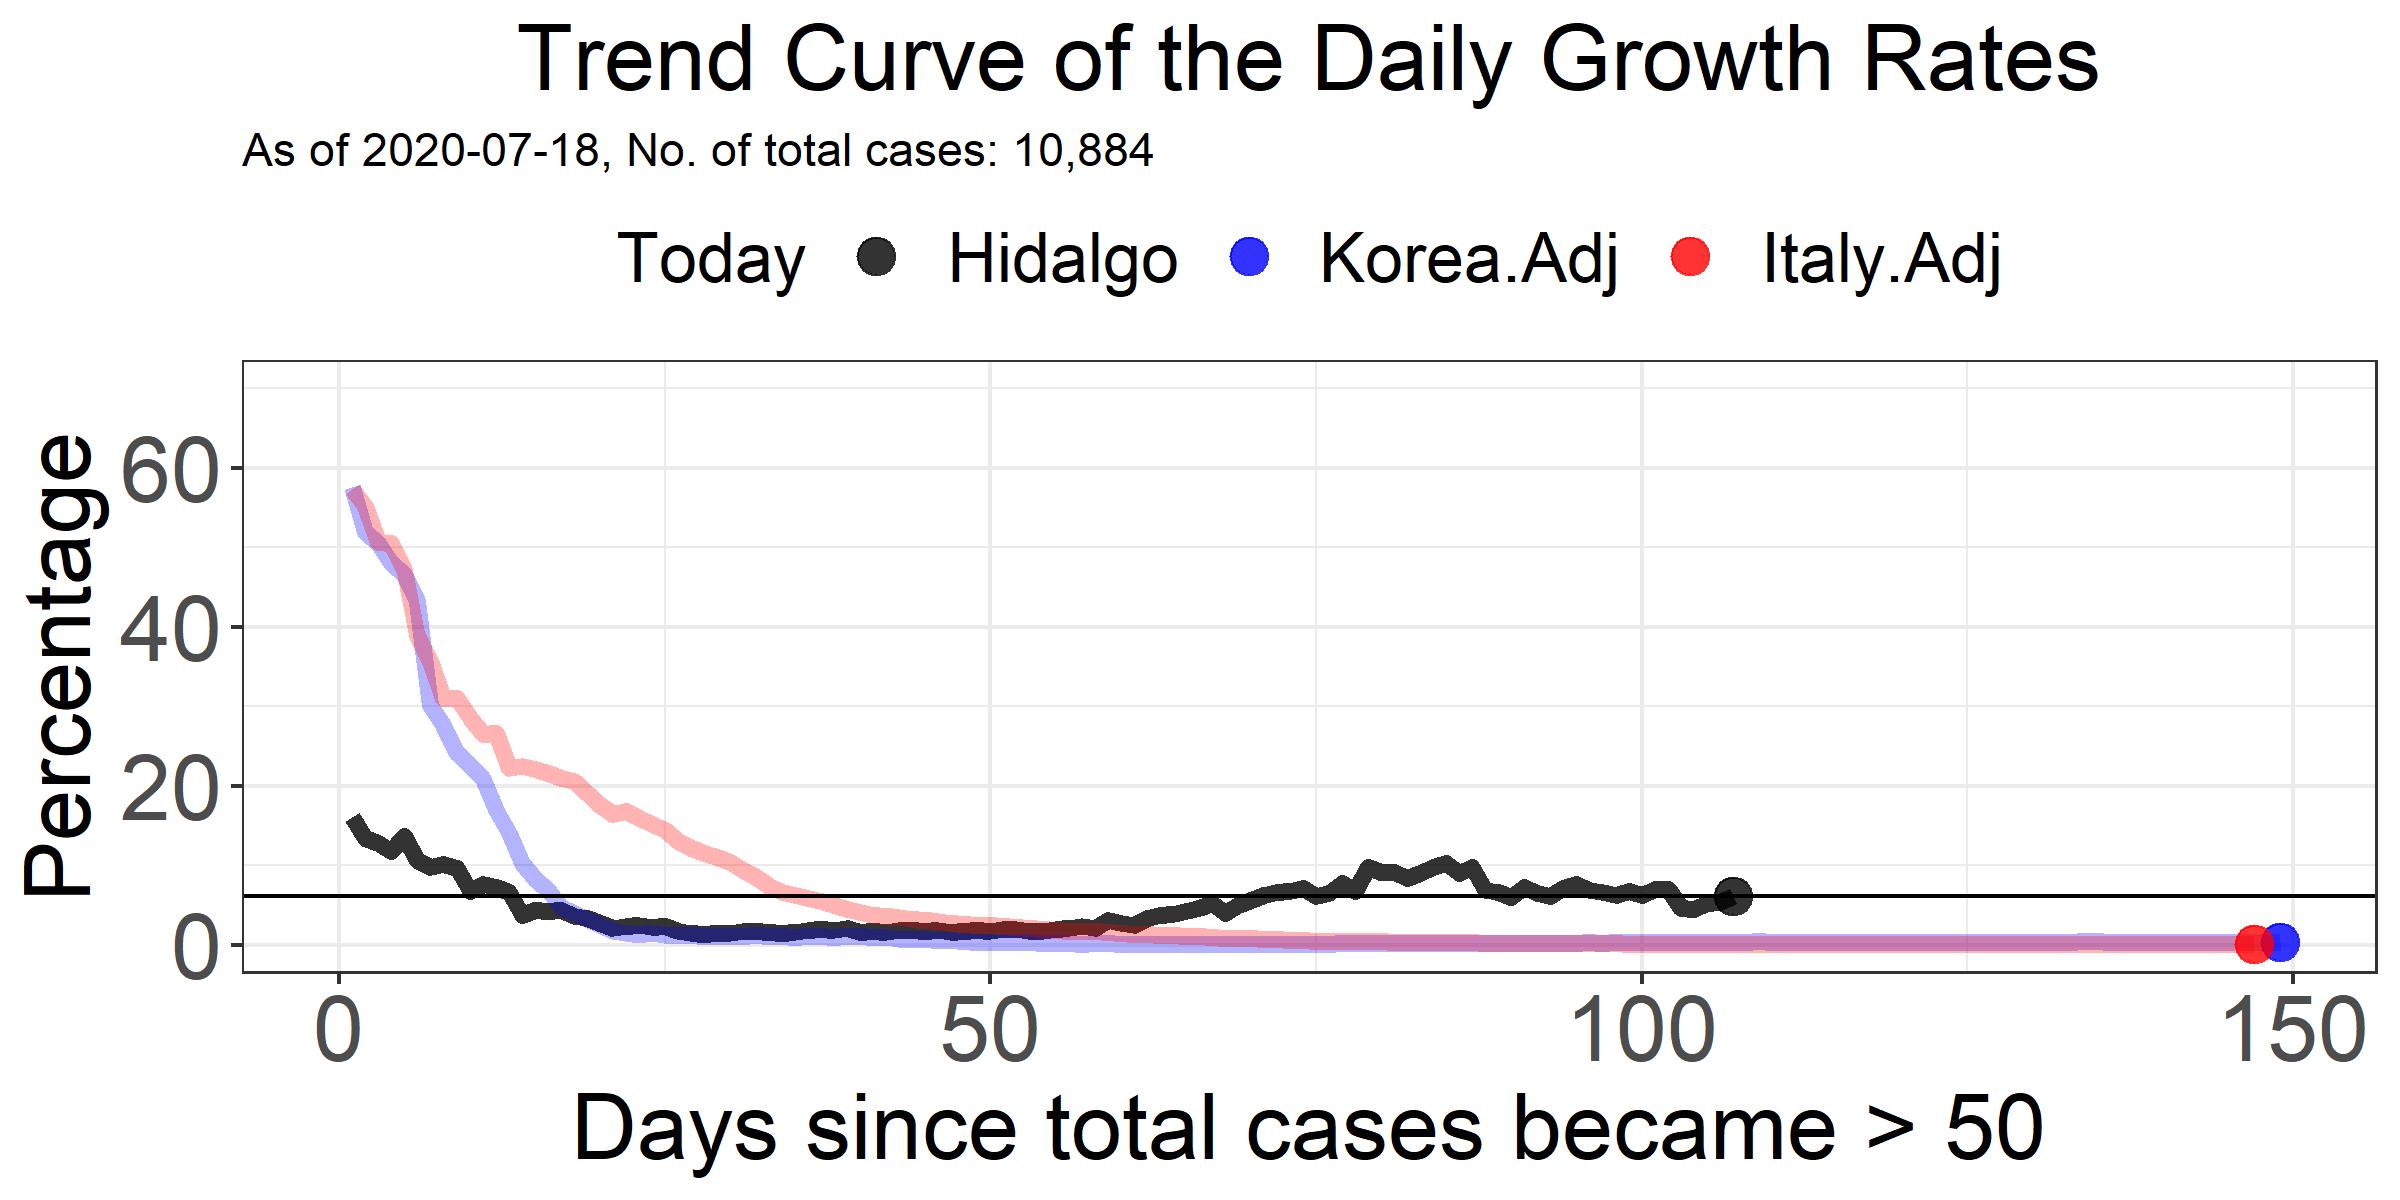 Trend Curve of the Daily Growth Rates
As of 2020-07-18, No. of total cases: 10,884
Today Hidalgo Korea.Adj Italy.Adj
Percentage
60
40
20
0
0 50 100 150
Days since total cases became > 50